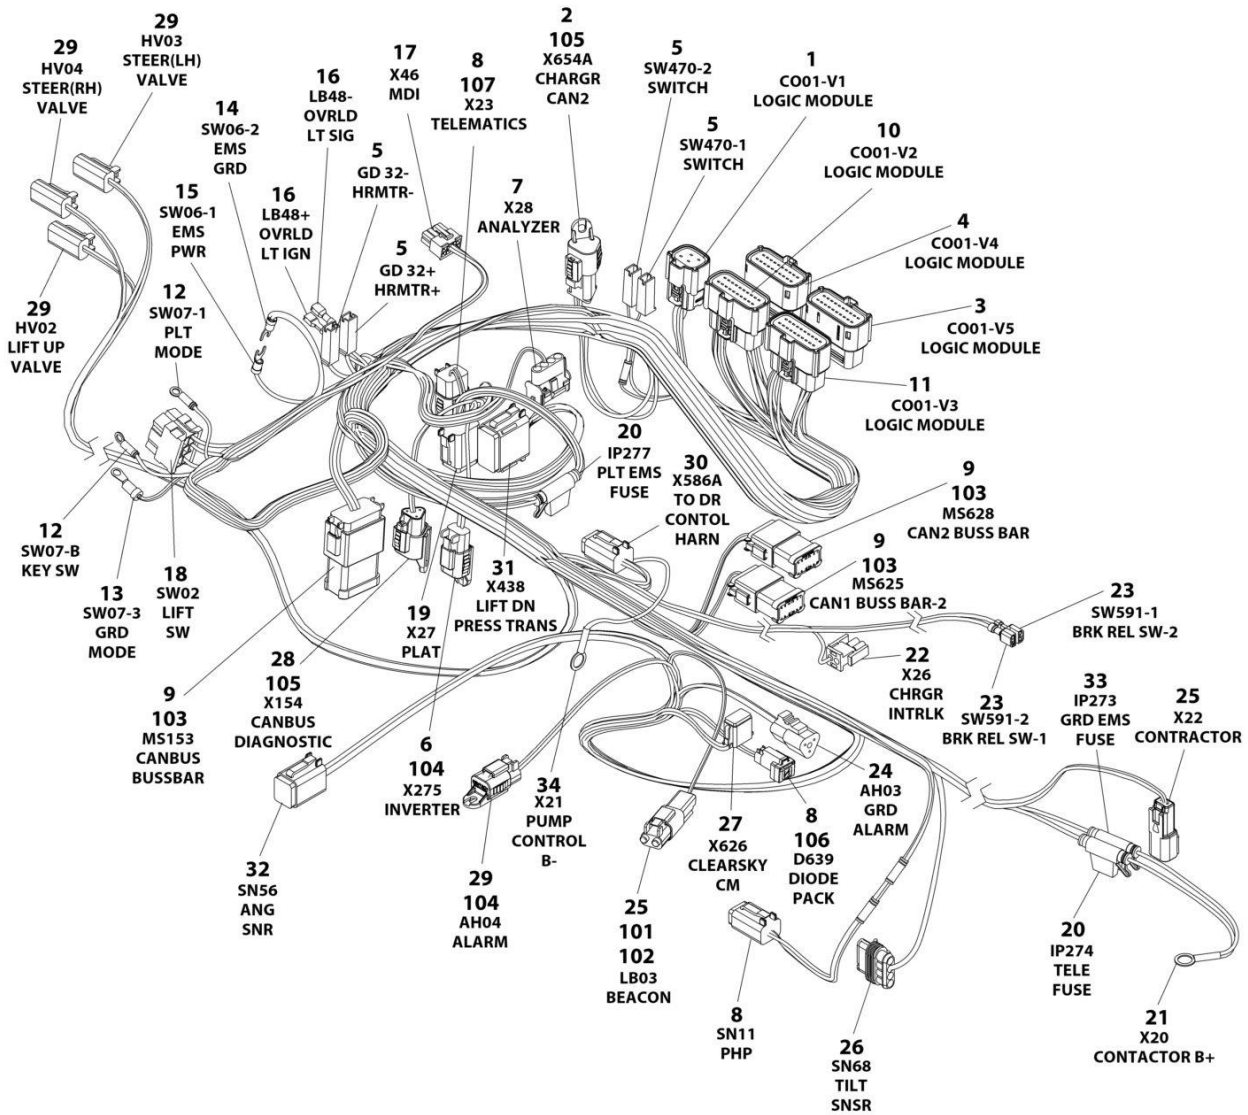 29
HV03
STEER(LH)
VALVE
29
HV04
STEER(RH)
VALVE
14
SW06-2
EMS
GRD
16
LB48-
OVRLD
LT SIG
17
X46
MDI
8
107
X23
TELEMATICS
2
105
X654A
CHARGR
CAN2
5
SW470-2
SWITCH
1
CO01-V1
LOGIC MODULE
5
SW470-1
SWITCH
10
CO01-V2
LOGIC MODULE
15
SW06-1
EMS
PWR
16
LB48+
OVRLD
LT IGN
5
GD 32-
HRMTR-
5
GD 32+
HRMTR+
7
X28
ANALYZER
4
CO01-V4
LOGIC MODULE
3
CO01-V5
LOGIC MODULE
11
CO01-V3
LOGIC MODULE
29
HV02
LIFT UP
VALVE
12
SW07-1
PLT
MODE
20
IP277
PLT EMS
FUSE
30
X586A
TO DR
CONTOL
HARN
9
103
MS628
CAN2 BUSS BAR
9
103
MS625
CAN1 BUSS BAR-2
12
SW07-B
KEY SW
13
SW07-3
GRD
MODE
18
SW02
LIFT
SW
19
X27
PLAT
31
X438
LIFT DN
PRESS TRANS
23
SW591-1
BRK REL SW-2
22
X26
CHRGR
INTRLK
23
SW591-2
BRK REL SW-1
33
IP273
GRD EMS
FUSE
25
X22
CONTRACTOR
9
103
MS153
CANBUS
BUSSBAR
28
105
X154
CANBUS
DIAGNOSTIC
6
104
X275
INVERTER
34
X21
PUMP
CONTROL
B-
24
AH03
GRD
ALARM
27
X626
CLEARSKY
CM
8
106
D639
DIODE
PACK
32
SN56
ANG
SNR
29
104
AH04
ALARM
25
101
102
LB03
BEACON
8
SN11
PHP
26
SN68
TILT
SNSR
20
IP274
TELE
FUSE
21
X20
CONTACTOR B+